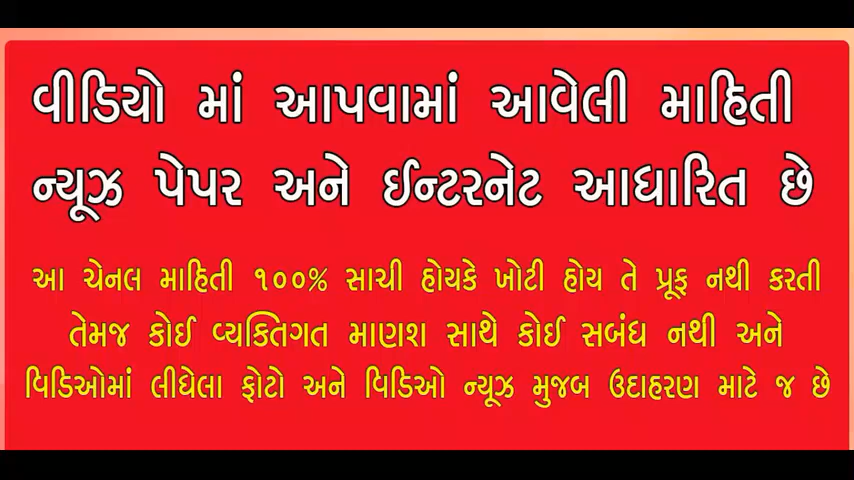 વીડિયો માં આપવામાં આવેલી માહિતી
ન્યૂઝ પેપર અને ઈન્ટરનેટ આધારિત છે
આ ચેનલ માહિતી ૧૦૦% સાચી હોયકે ખોટી હોય તે પ્રૂફ નથી કરતી
તેમજ કોઈ વ્યક્તિગત માણશ સાથે કોઈ સબંધ નથી અને
વિડિઓમાં લીધેલા ફોટો અને વિડિઓ ન્યૂઝ મુજબ ઉદાહરણ માટે જ છે